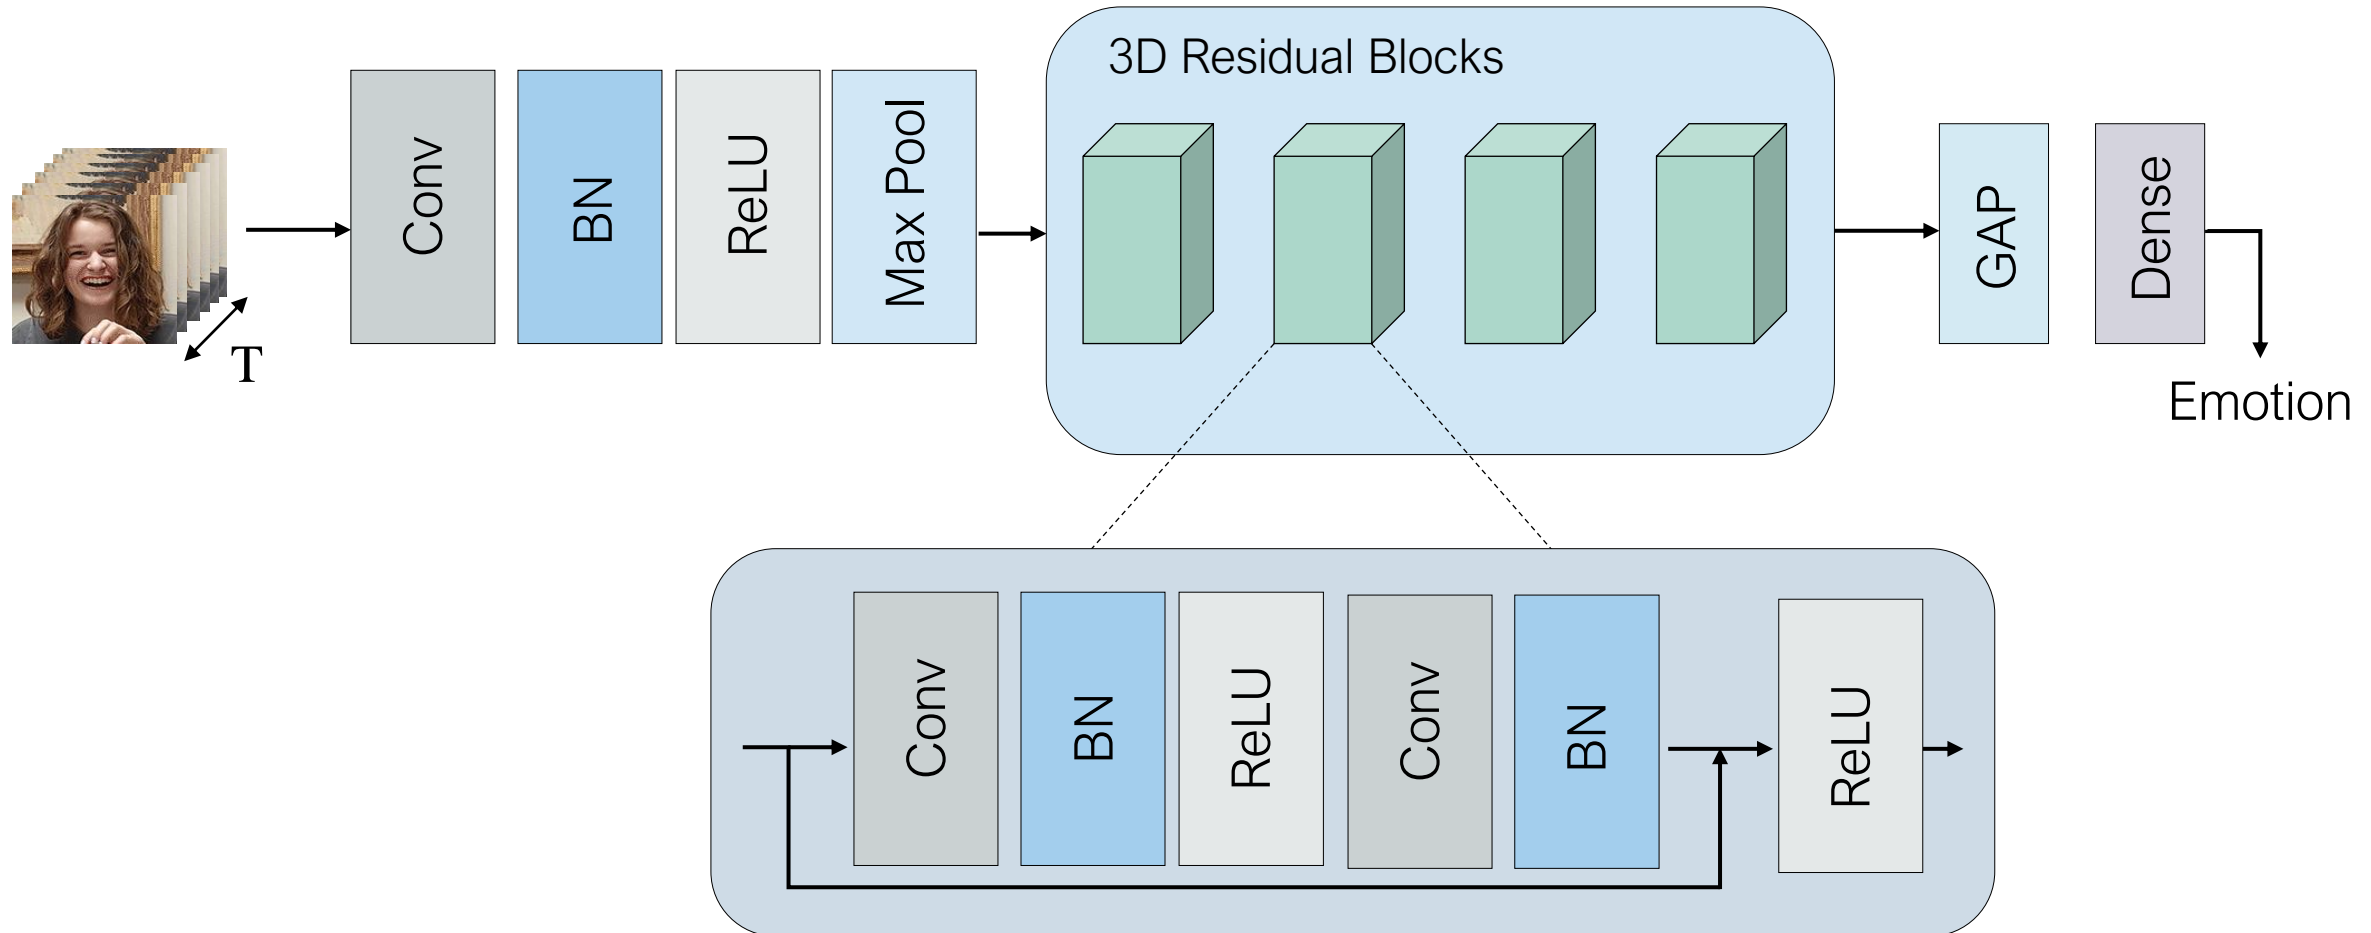 T
Conv
BN
ReLU
Max Pool
3D Residual Blocks
GAP
Dense
Emotion
Conv
BN
ReLU
Conv
BN
ReLU